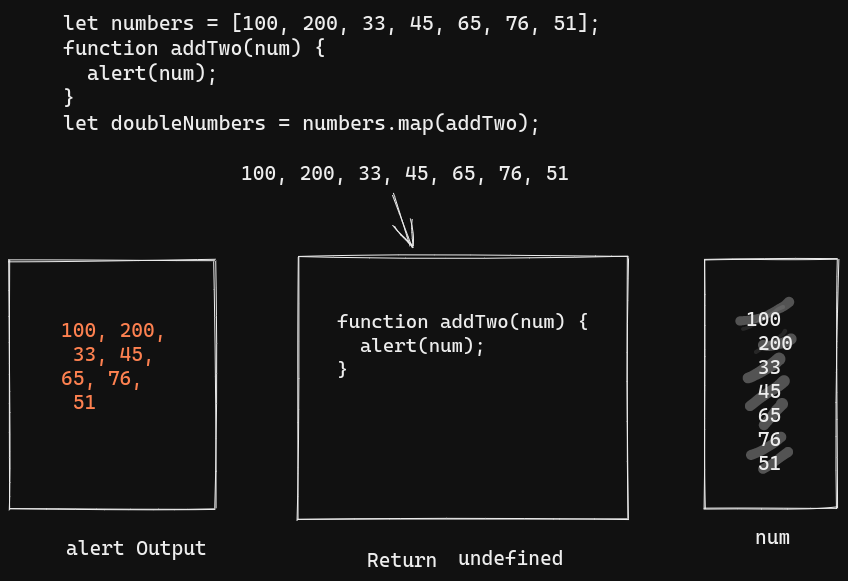 let numbers = [100, 200, 33, 45, 65, 76, 51];
function addTwo(num) {
  alert(num);
}
let doubleNumbers = numbers.map(addTwo);
100, 200, 33, 45, 65, 76, 51
100, 200,
33, 45,
65, 76,
51
alert Output
function addTwo(num) {
  alert(num);
}
Return undefined
100
200
33
45
65
76
51
num